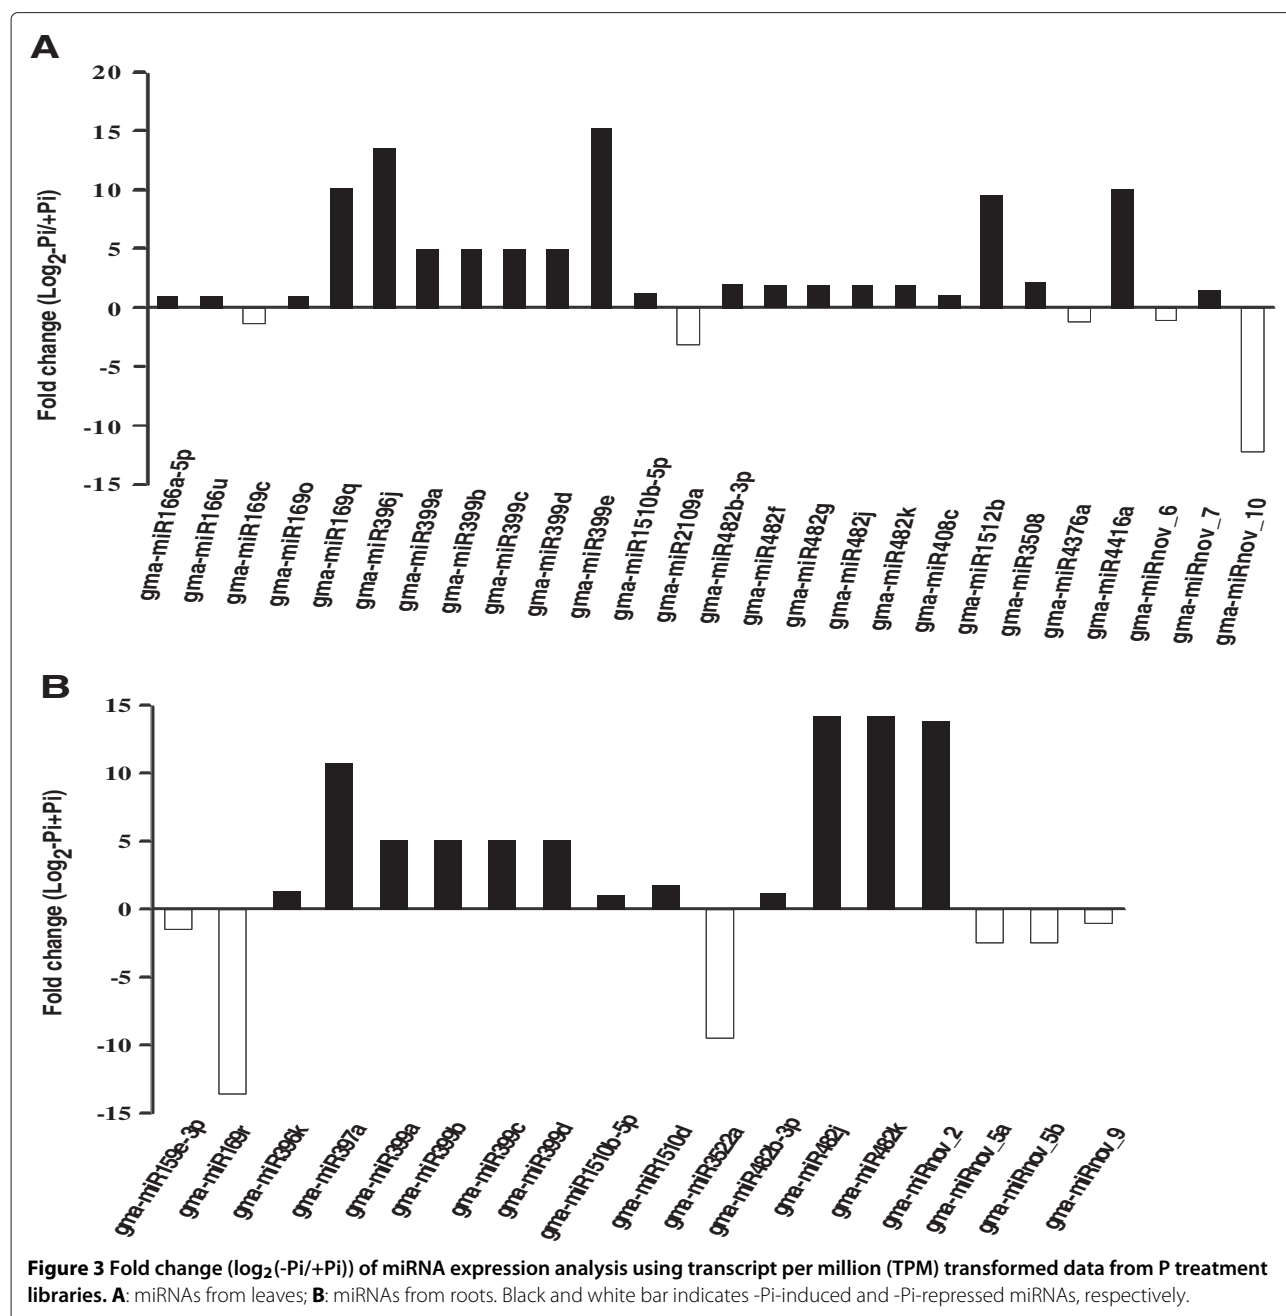 A
20
15
10
5
0
-5
-10
-15
Fold change (Log2-Pi/+Pi)
gma-miR166a-5p
gma-miR166u
gma-miR169c
gma-miR169o
gma-miR169q
gma-miR396j
gma-miR399a
gma-miR399b
gma-miR399c
gma-miR399d
gma-miR399e
gma-miR1510b-5p
gma-miR2109a
gma-miR482b-3p
gma-miR482f
gma-miR482g
gma-miR482j
gma-miR482k
gma-miR408c
gma-miR1512b
gma-miR3508
gma-miR4376a
gma-miR4416a
gma-miRnov_6
gma-miRnov_7
gma-miRnov_10
B
15
10
5
0
-5
-10
-15
Fold change (Log2-Pi+Pi)
gma-miR159e-3p
gma-miR169r
gma-miR396k
gma-miR397a
gma-miR399a
gma-miR399b
gma-miR399c
gma-miR399d
gma-miR1510b-5p
gma-miR1510d
gma-miR3522a
gma-miR482b-3p
gma-miR482j
gma-miR482k
gma-miRnov_2
gma-miRnov_5a
gma-miRnov_5b
gma-miRnov_9
Figure 3 Fold change (log2(-Pi/+Pi)) of miRNA expression analysis using transcript per million (TPM) transformed data from P treatment
libraries. A: miRNAs from leaves; B: miRNAs from roots. Black and white bar indicates -Pi-induced and -Pi-repressed miRNAs, respectively.